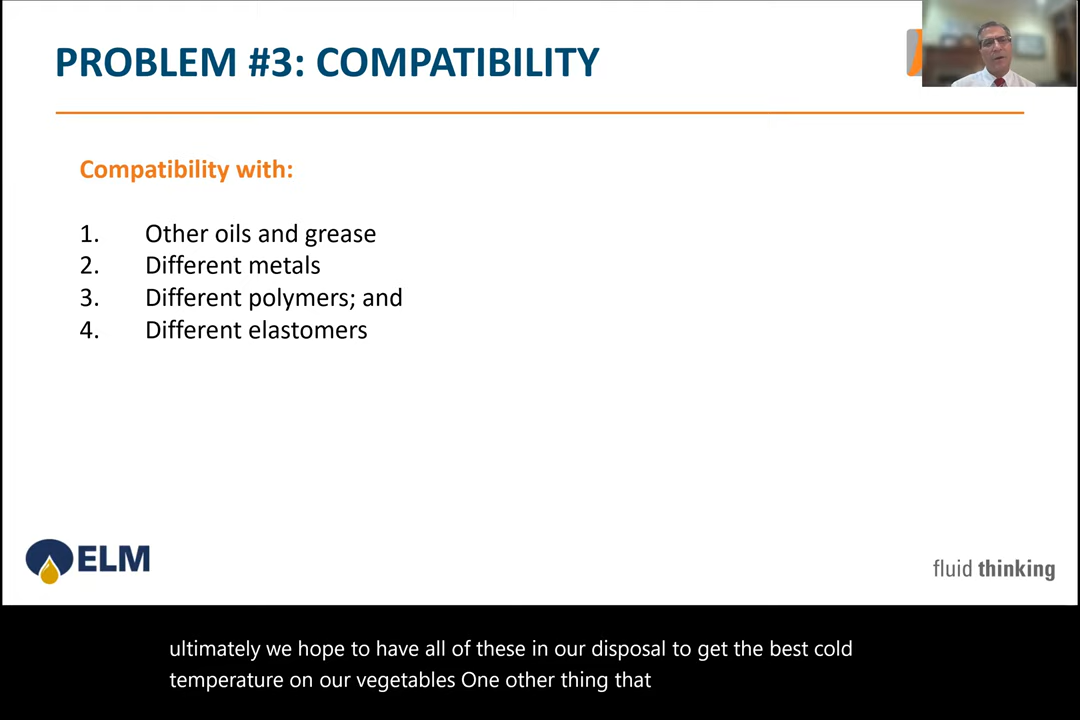 PROBLEM #3: COMPATIBILITY
Compatibility with:
1. Other oils and grease
2. Different metals
3. Different polymers; and
4. Different elastomers
ELM
fluid thinking
ultimately we hope to have all of these in our disposal to get the best cold
temperature on our vegetables One other thing that